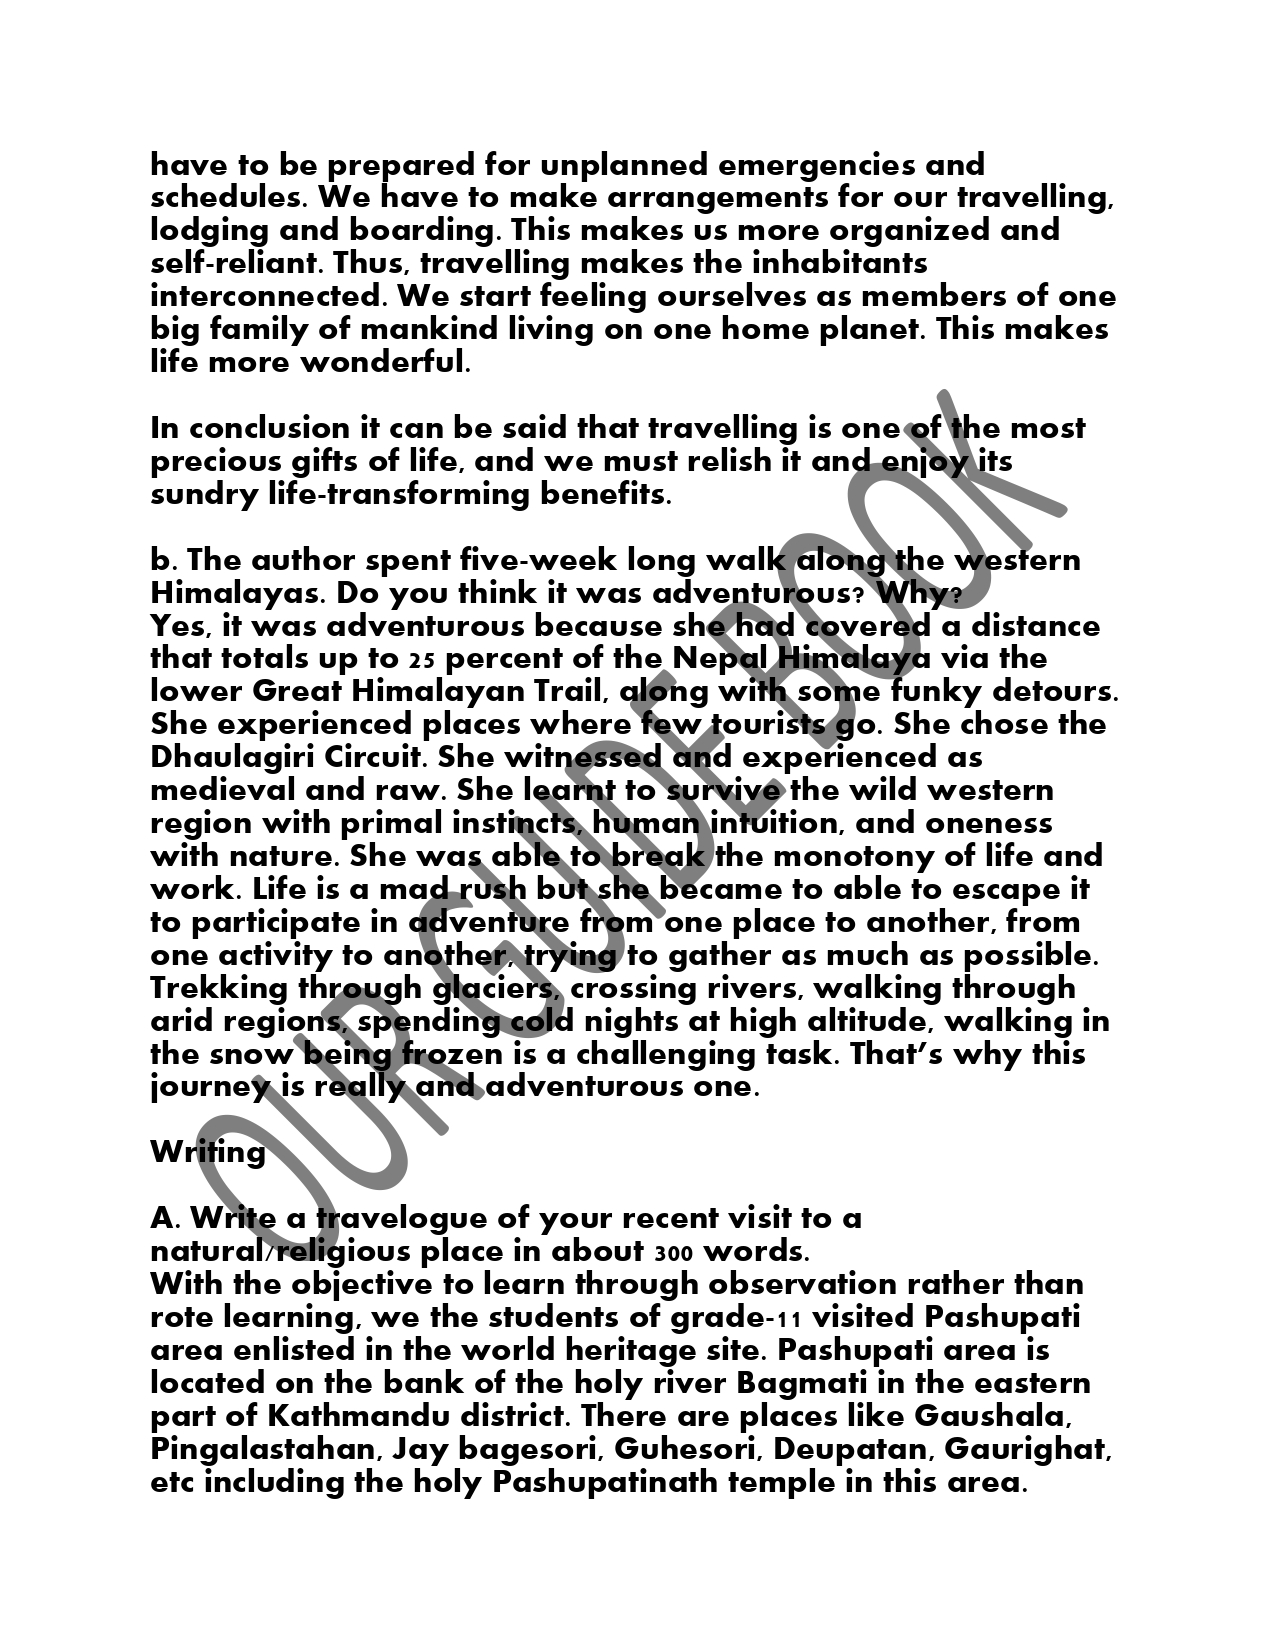 have to be prepared for unplanned emergencies and
schedules. We have to make arrangements for our travelling,
lodging and boarding. This makes us more organized and
self-reliant. Thus, travelling makes the inhabitants
interconnected. We start feeling ourselves as members of one
big family of mankind living on one home planet. This makes
life more wonderful.
In conclusion it can be said that travelling is one of the most
precious gifts of life, and we must relish it and enjoy its
sundry life-transforming benefits.
b. The author spent five-week long walk along the western
Himalayas. Do you think it was adventurous? Why?
Yes, it was adventurous because she had covered a distance
that totals up to 25 percent of the Nepal Himalaya via the
lower Great Himalayan Trail, along with some funky detours.
She experienced places where few tourists go. She chose the
Dhaulagiri Circuit. She witnessed and experienced as
medieval and raw. She learnt to survive the wild western
region with primal instincts, human intuition, and oneness
with nature. She was able to break the monotony of life and
work. Life is a mad rush but she became to able to escape it
to participate in adventure from one place to another, from
one activity to another, trying to gather as much as possible.
Trekking through glaciers, crossing rivers, walking through
arid regions, spending cold nights at high altitude, walking in
the snow being frozen is a challenging task. That's why this
journey is really and adventurous one.
Writing
A. Write a travelogue of your recent visit to a
natural/religious place in about 300 words.
With the objective to learn through observation rather than
rote learning, we the students of grade-11 visited Pashupati
area enlisted in the world heritage site. Pashupati area is
located on the bank of the holy river Bagmati in the eastern
part of Kathmandu district. There are places like Gaushala,
Pingalastahan, Jay bagesori, Guhesori, Deupatan, Gaurighat,
etc including the holy Pashupatinath temple in this area.
OUR GUIDE BOOK